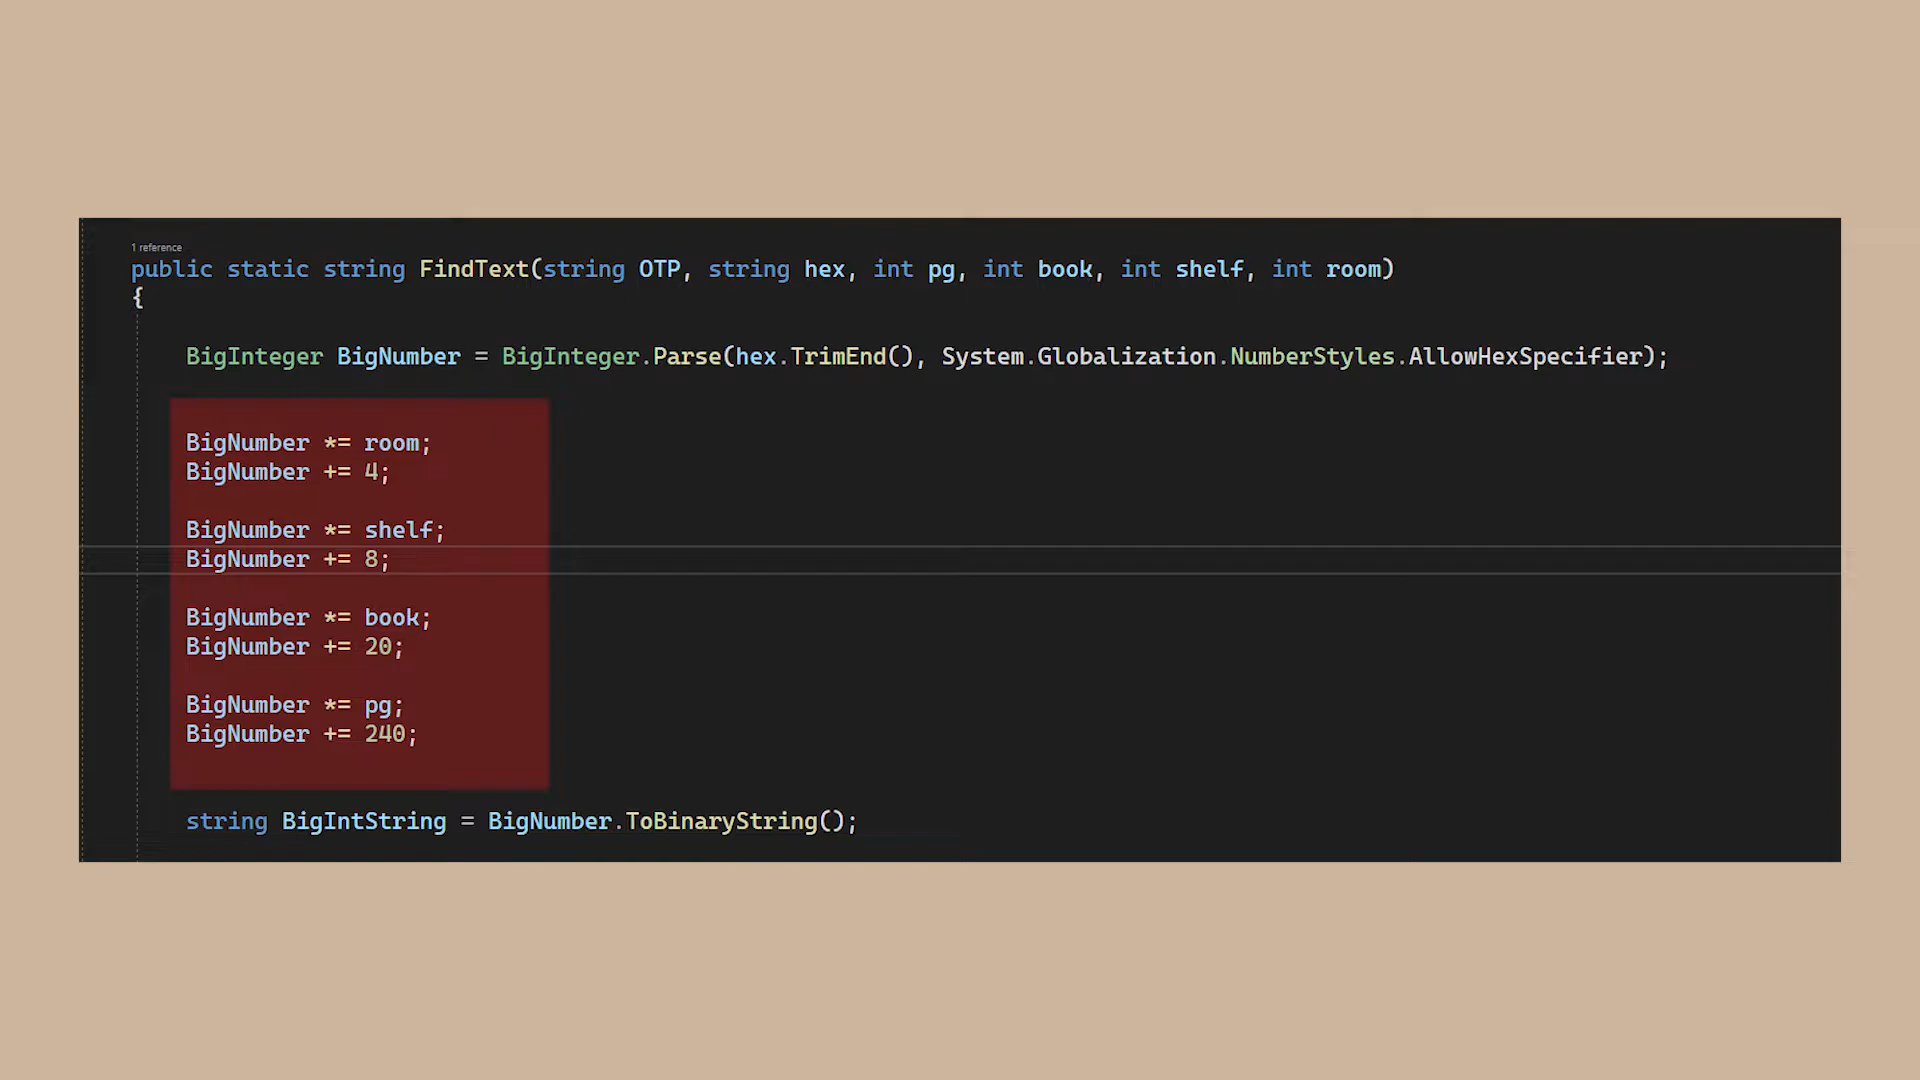 1 reference
public static string FindText(string OTP, string hex, int pg, int book, int shelf, int room)
{
BigInteger BigNumber = BigInteger.Parse(hex.TrimEnd(), System.Globalization.NumberStyles.AllowHexSpecifier);
BigNumber *= room;
BigNumber += 4;
BigNumber *= shelf;
BigNumber += 8;
BigNumber *= book;
BigNumber += 20;
BigNumber *= pg;
BigNumber += 240;
string BigIntString = BigNumber.ToBinaryString();